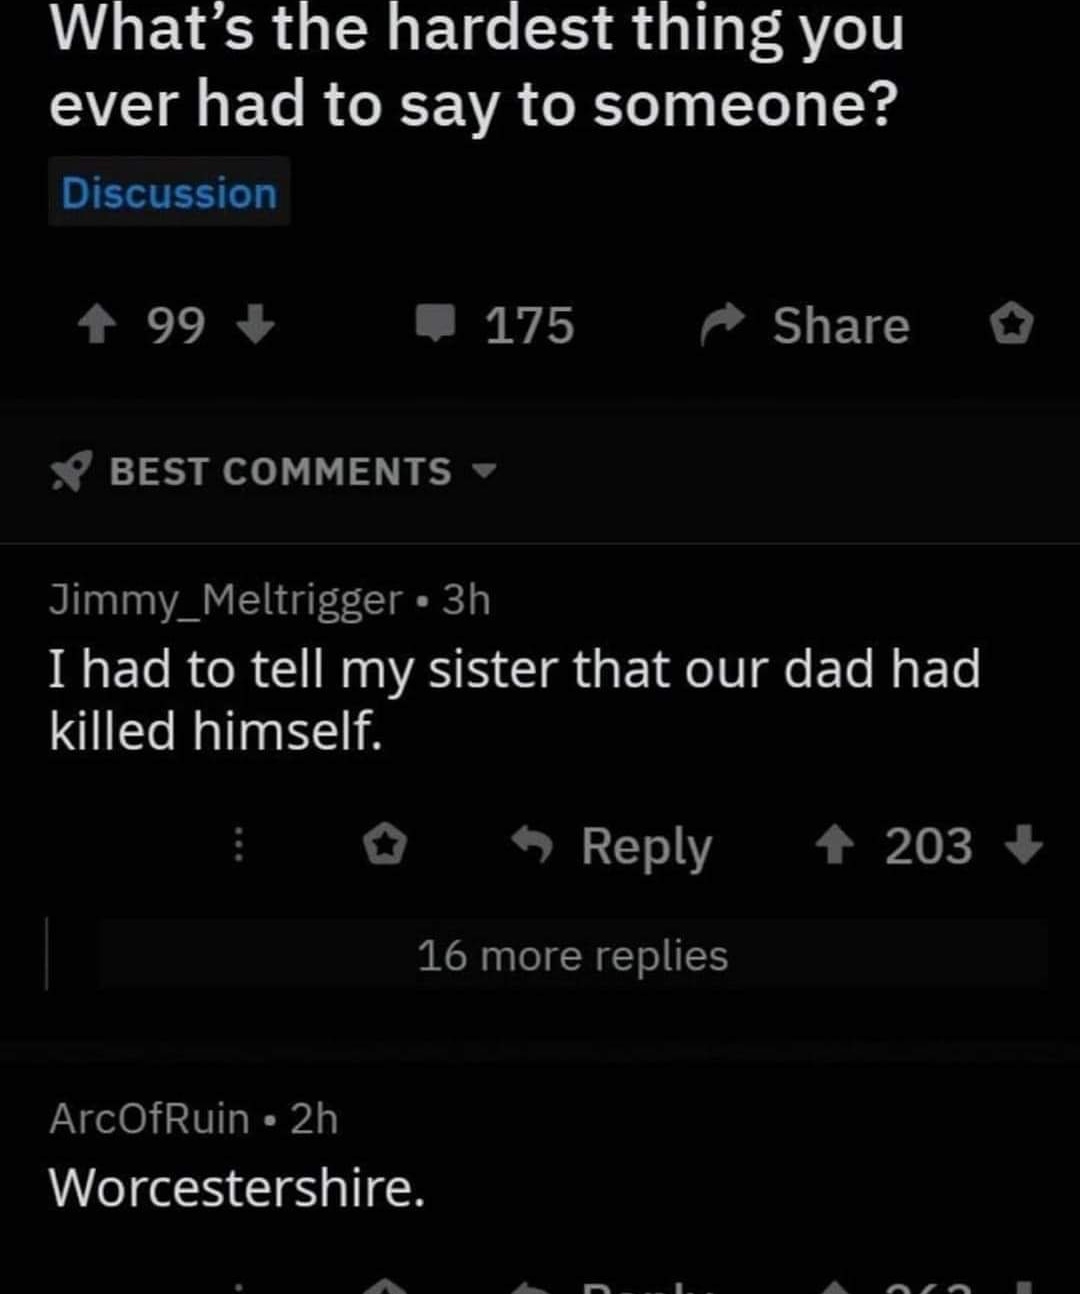 What's the hardest thing you
ever had to say to someone?
Discussion
99 175 Share
BEST COMMENTS
Jimmy_Meltrigger • 3h
I had to tell my sister that our dad had
killed himself.
Reply 203
16 more replies
ArcOfRuin • 2h
Worcestershire.
Reply